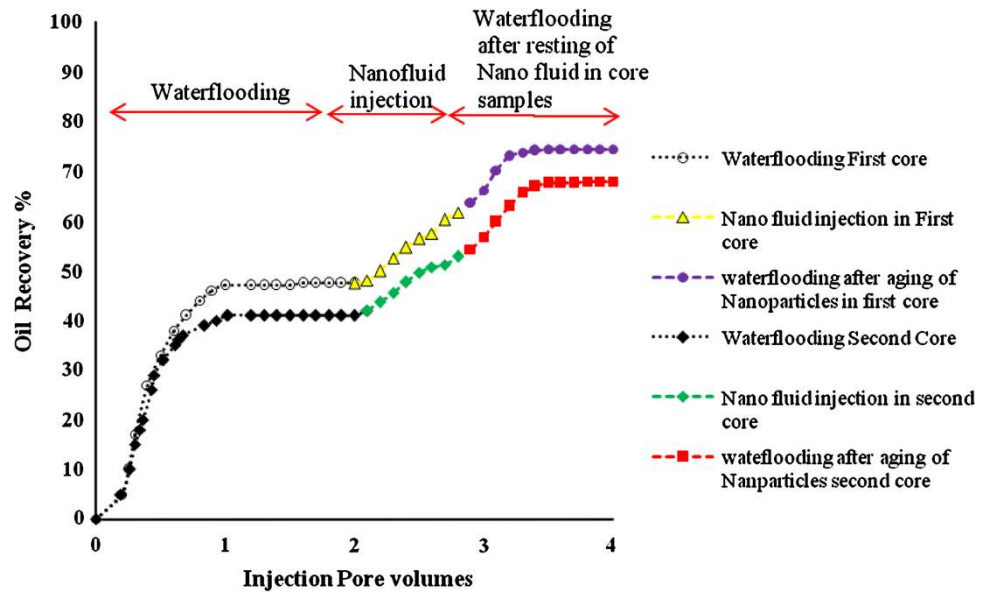 100
90
80
70
60
50
40
30
20
10
0
Oil Recovery %
0
1
2
3
4
Injection Pore volumes
Waterflooding
Nanofluid
injection
Waterflooding
after resting of
Nano fluid in core
samples
Waterflooding First core
Nano fluid injection in First
core
waterflooding after aging of
Nanoparticles in first core
Waterflooding Second Core
Nano fluid injection in second
core
wateflooding after aging of
Nanparticles second core